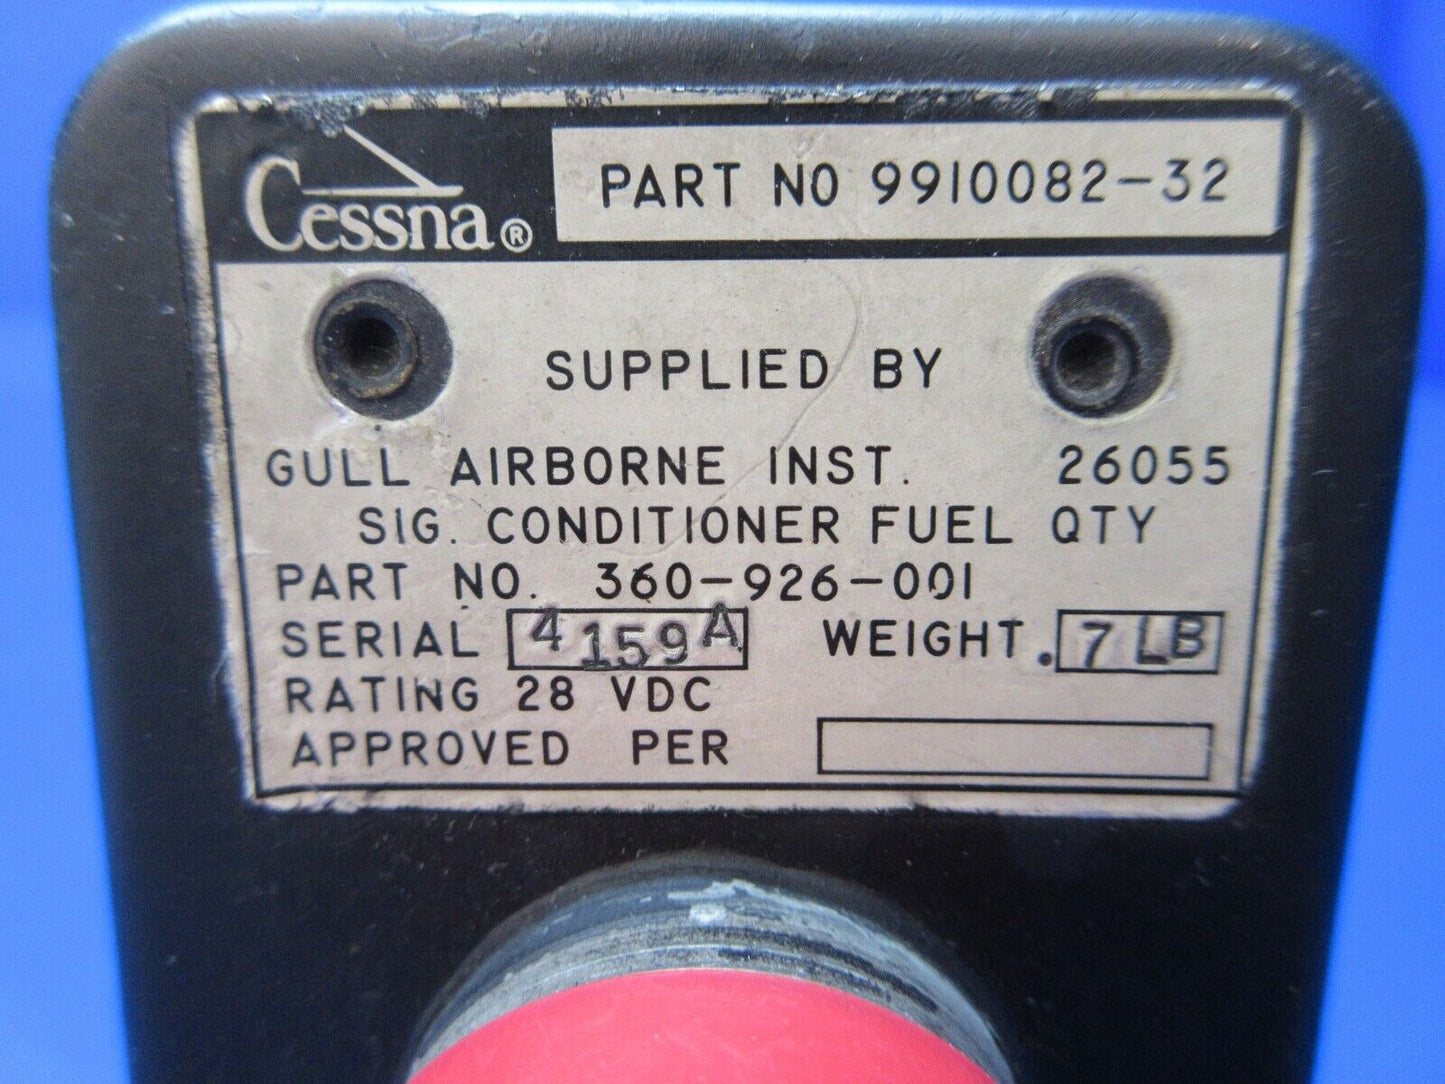 Cessna® PART NO 9910082-32
SUPPLIED BY
GULL AIRBORNE INST. 26055
SIG. CONDITIONER FUEL QTY
PART NO. 360-926-001
SERIAL 4159A WEIGHT .7 LB
RATING 28 VDC
APPROVED PER